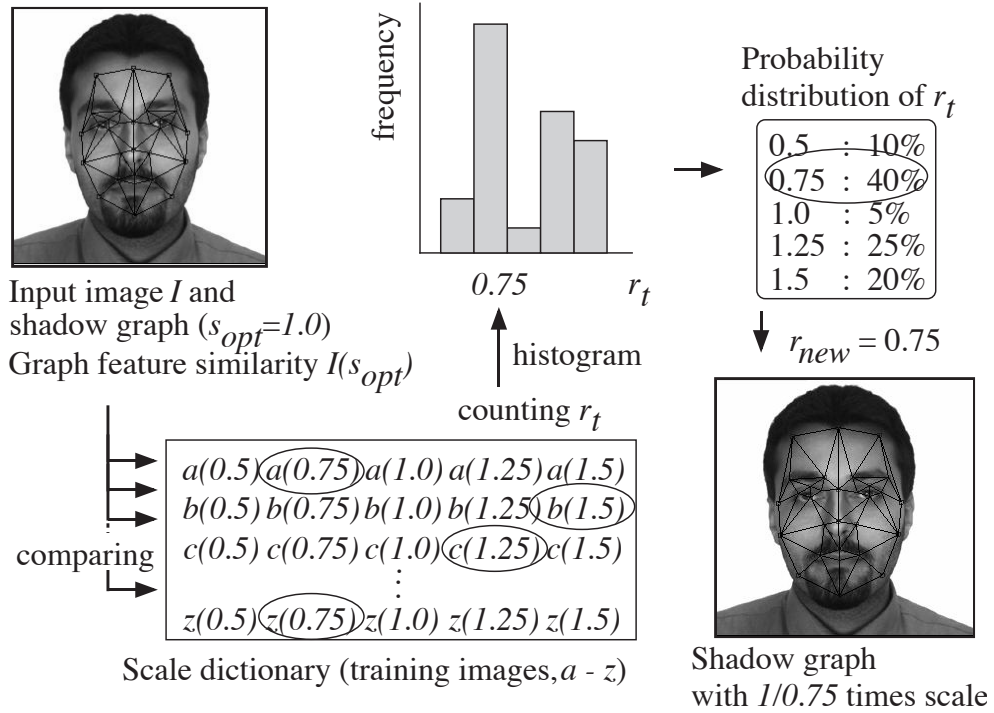 Input image I and
shadow graph (s_opt=1.0)
Graph feature similarity I(s_opt)
frequency
0.75 r_t
histogram
counting r_t
Probability
distribution of r_t
0.5 : 10%
0.75 : 40%
1.0 : 5%
1.25 : 25%
1.5 : 20%
r_new = 0.75
comparing
a(0.5) a(0.75) a(1.0) a(1.25) a(1.5)
b(0.5) b(0.75) b(1.0) b(1.25) b(1.5)
c(0.5) c(0.75) c(1.0) c(1.25) c(1.5)
⋮
z(0.5) z(0.75) z(1.0) z(1.25) z(1.5)
Scale dictionary (training images, a - z)
Shadow graph
with 1/0.75 times scale